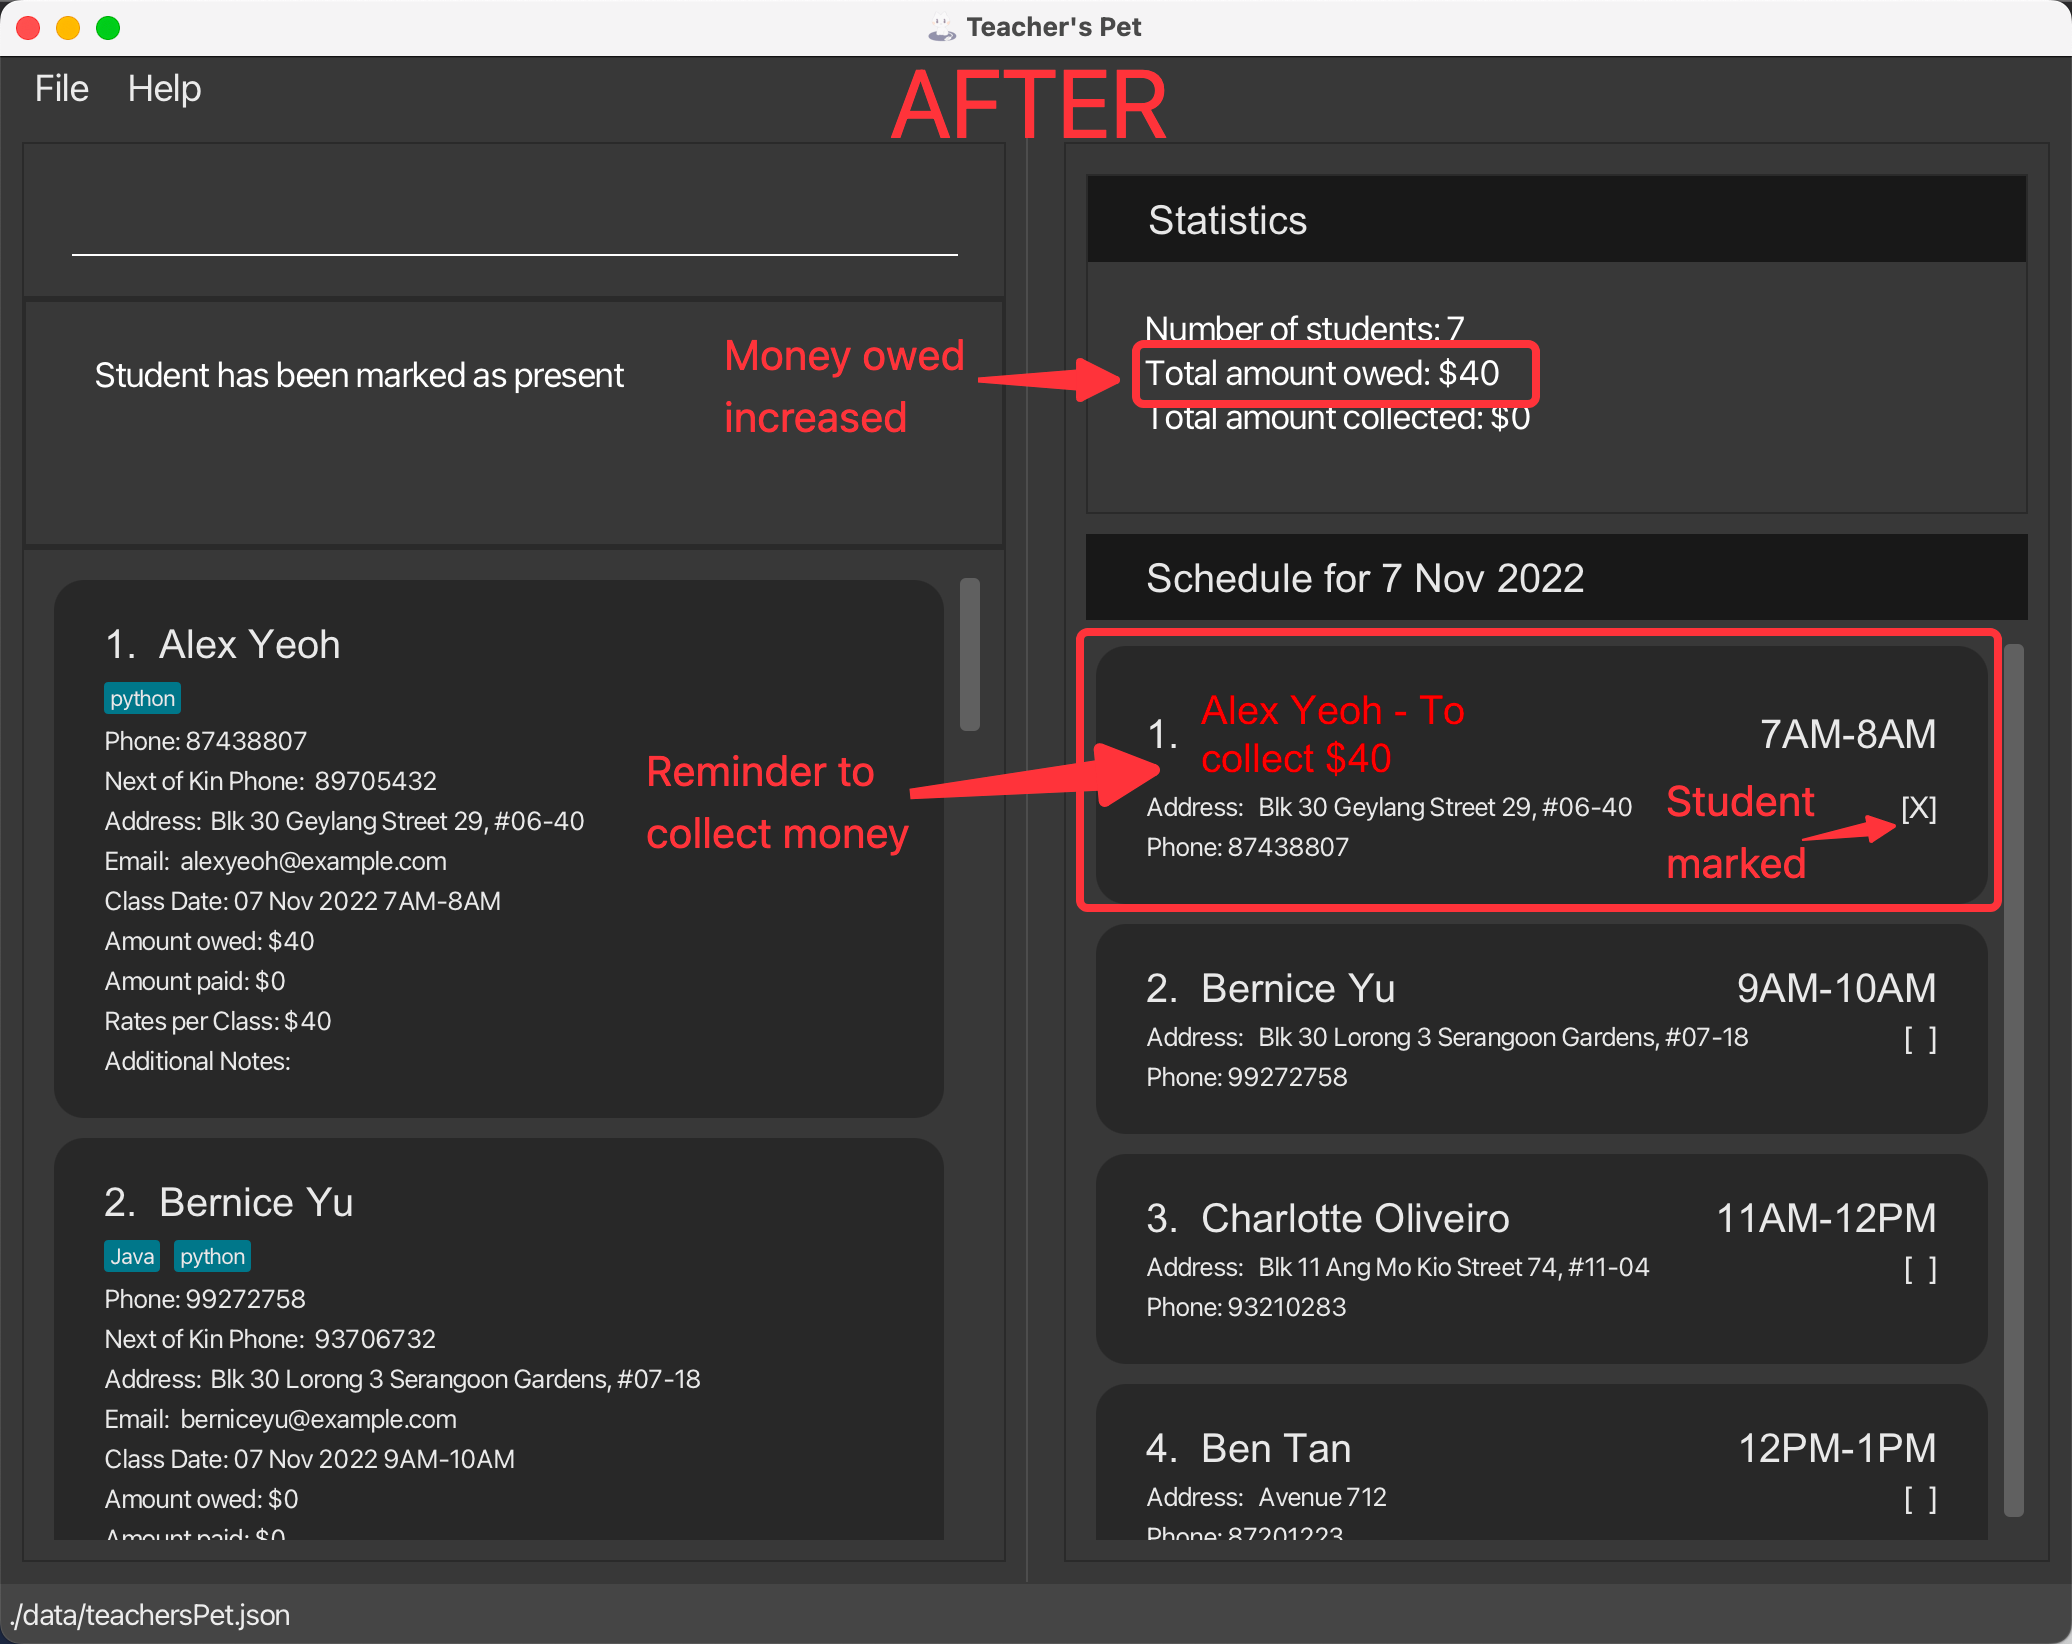 Teacher's Pet
File Help
AFTER
Student has been marked as present
Money owed
increased
Statistics
Number of students: 7
Total amount owed: $40
Total amount collected: $0
1. Alex Yeoh
python
Phone: 87438807
Next of Kin Phone: 89705432
Address: Blk 30 Geylang Street 29, #06-40
Email: alexyeoh@example.com
Class Date: 07 Nov 2022 7AM-8AM
Amount owed: $40
Amount paid: $0
Rates per Class: $40
Additional Notes:
Reminder to
collect money
2. Bernice Yu
Java python
Phone: 99272758
Next of Kin Phone: 93706732
Address: Blk 30 Lorong 3 Serangoon Gardens, #07-18
Email: berniceyu@example.com
Class Date: 07 Nov 2022 9AM-10AM
Amount owed: $0
Amount paid: $0
Schedule for 7 Nov 2022
1. Alex Yeoh - To
collect $40
7AM-8AM
Address: Blk 30 Geylang Street 29, #06-40
[X]
Phone: 87438807
Student
marked
2. Bernice Yu 9AM-10AM
Address: Blk 30 Lorong 3 Serangoon Gardens, #07-18 [ ]
Phone: 99272758
3. Charlotte Oliveiro 11AM-12PM
Address: Blk 11 Ang Mo Kio Street 74, #11-04 [ ]
Phone: 93210283
4. Ben Tan 12PM-1PM
Address: Avenue 712 [ ]
Phone: 87201223
./data/teachersPet.json